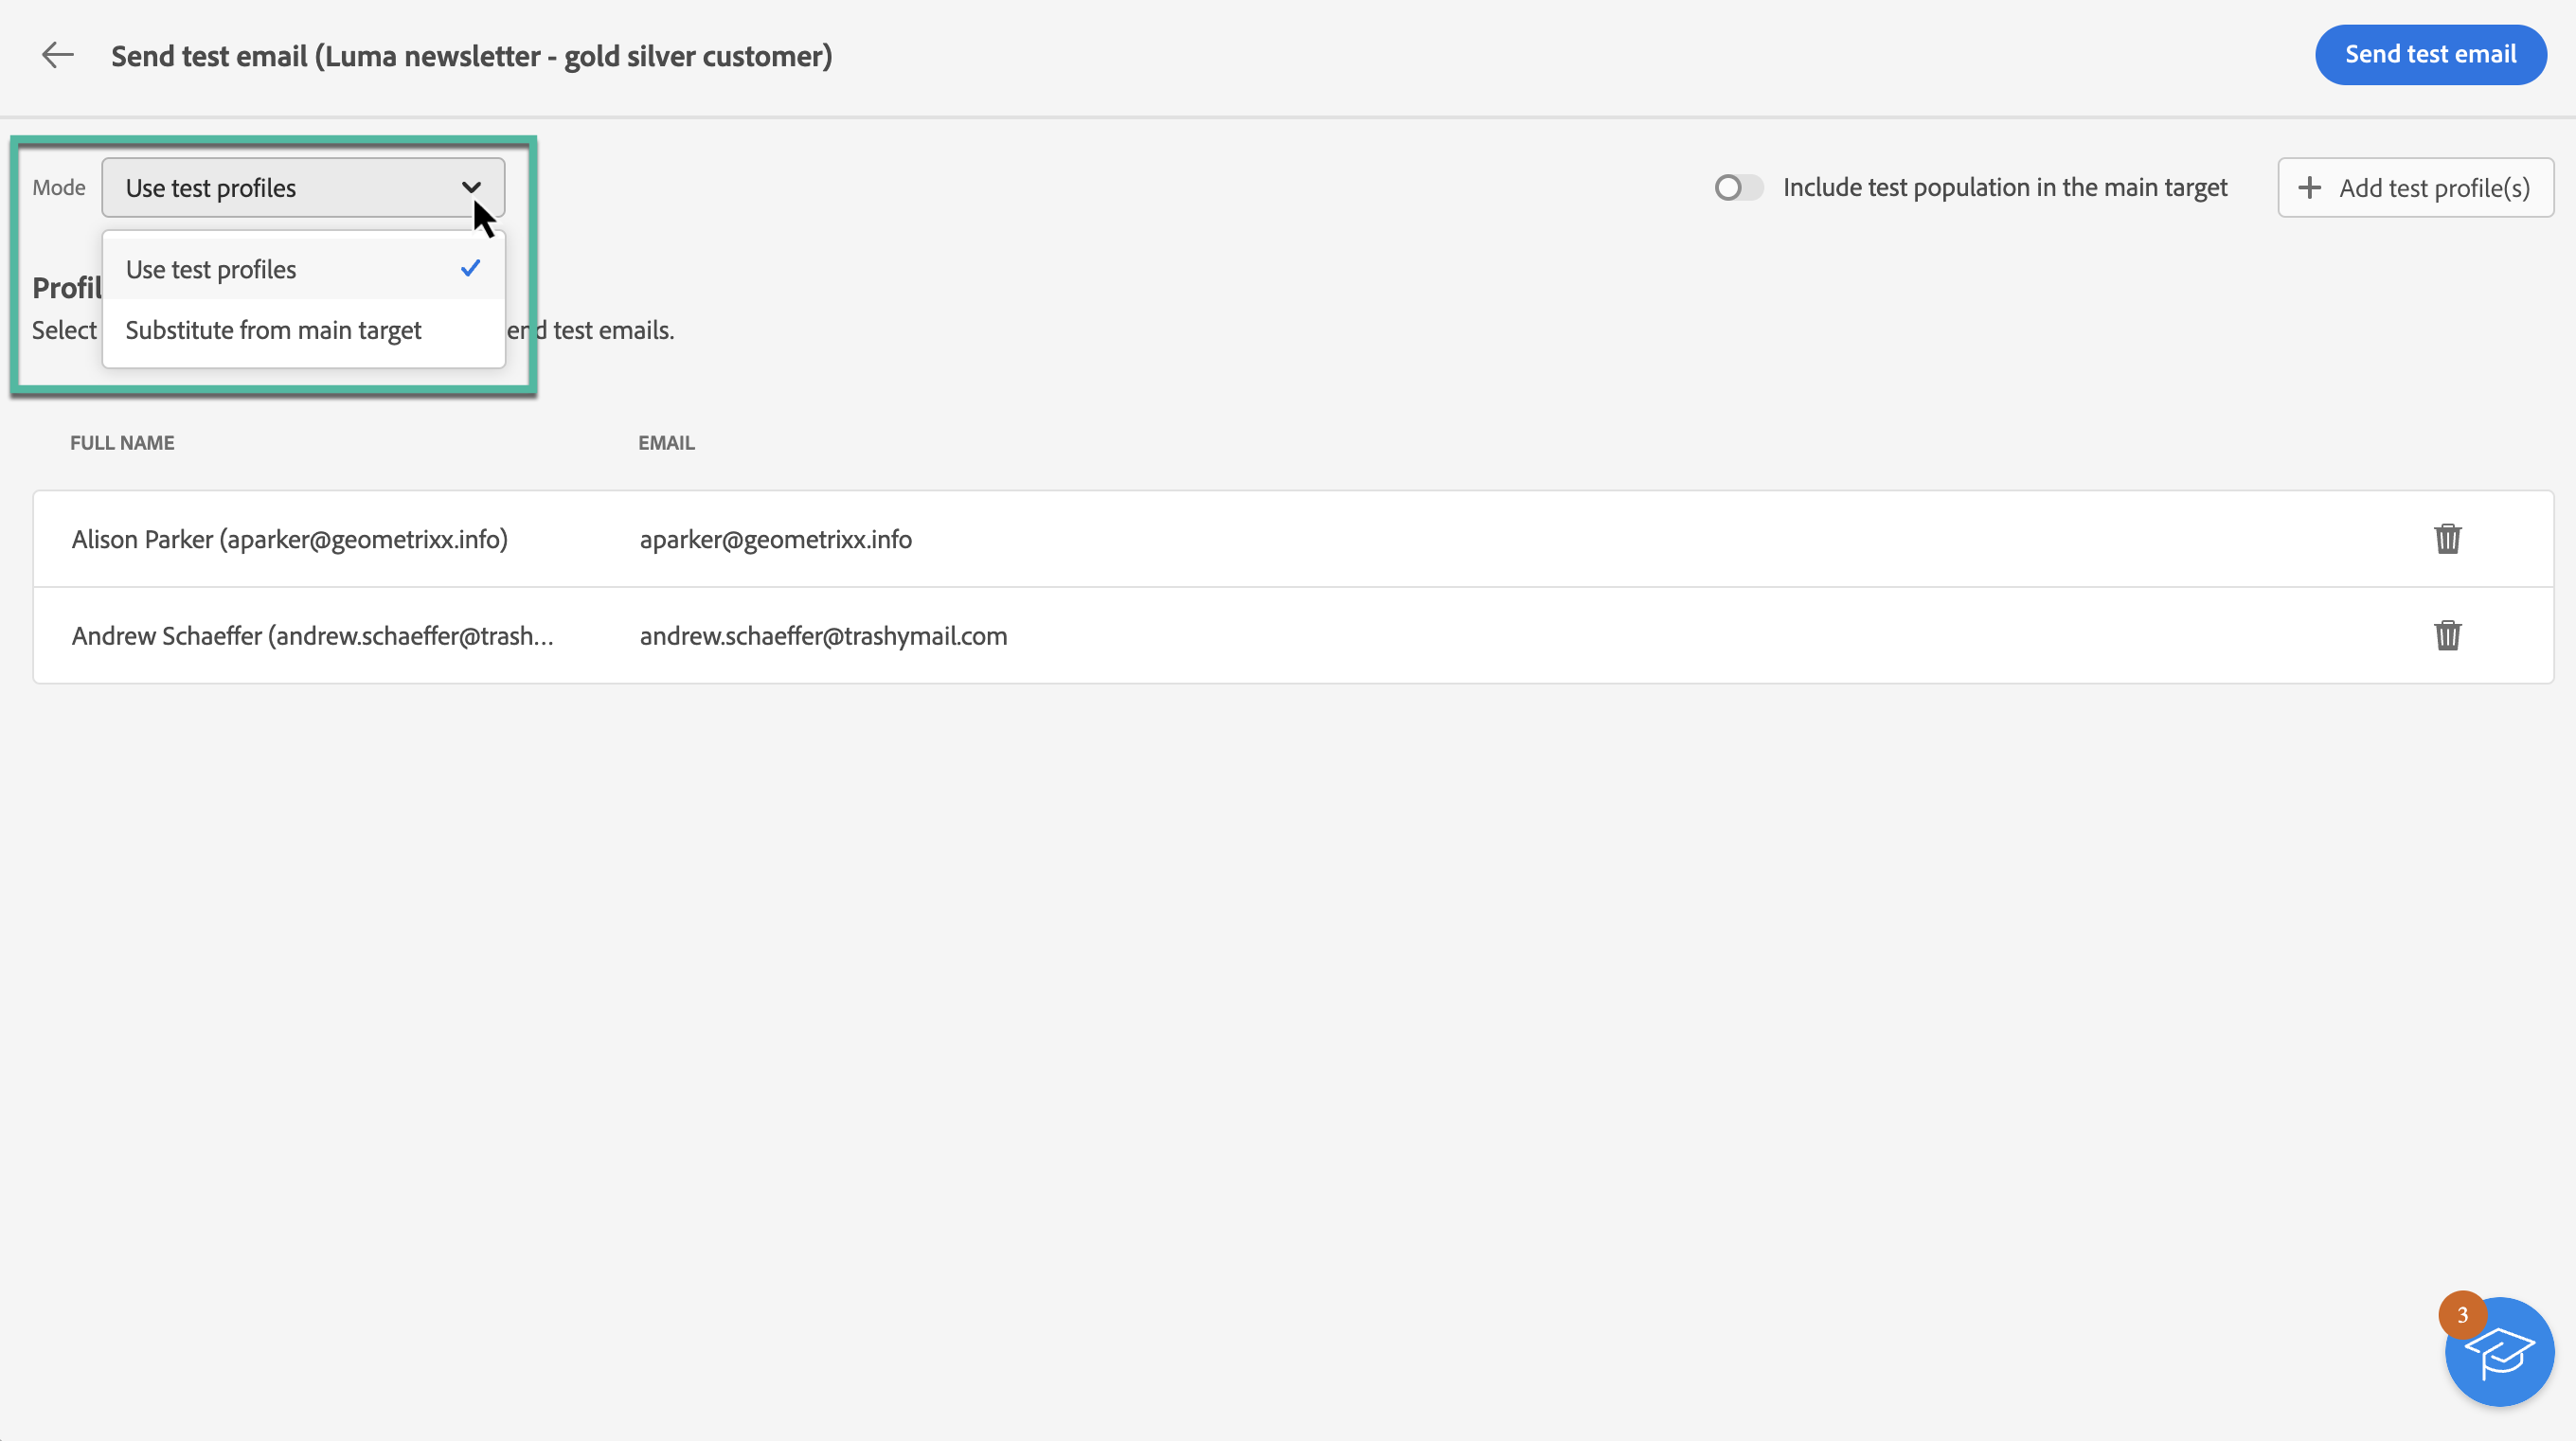 Send test email (Luma newsletter - gold silver customer)
Send test email
Mode
Use test profiles
Include test population in the main target
Add test profile(s)
Use test profiles
Profil
Select
Substitute from main target
end test emails.
FULL NAME
EMAIL
Alison Parker (aparker@geometrixx.info)
aparker@geometrixx.info
Andrew Schaeffer (andrew.schaeffer@trash...
andrew.schaeffer@trashymail.com
3